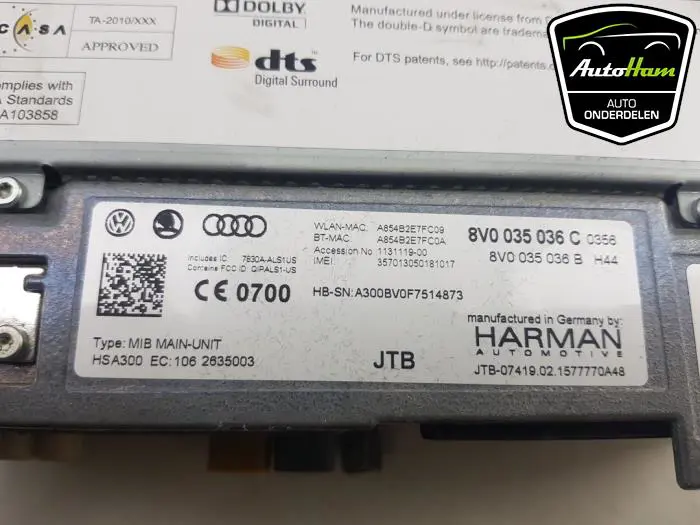 CASA
TA-2010/XXX
APPROVED
DOLBY
DIGITAL
dts
Digital Surround
Manufactured under license from
The double-D symbol are
For DTS patents, see http://patents.
AutoHam
AUTO
ONDERDELEN
omplies with
A Standards
A103858
WLAN-MAC: A854B2E7FC09
BT-MAC: A854B2E7FC0A
Accession No 1131119-00
IMEI: 357013050181017
8V0 035 036 C 0356
8V0 035 036 B H44
Includes IC: 7830A-ALS1US
Contains FCC ID: QIPALS1-US
CE 0700
HB-SN:A300BV0F7514873
manufactured in Germany by:
HARMAN
AUTOMOTIVE
Type: MIB MAIN-UNIT
HSA300 EC:106 2635003
JTB
JTB-07419.02.1577770A48